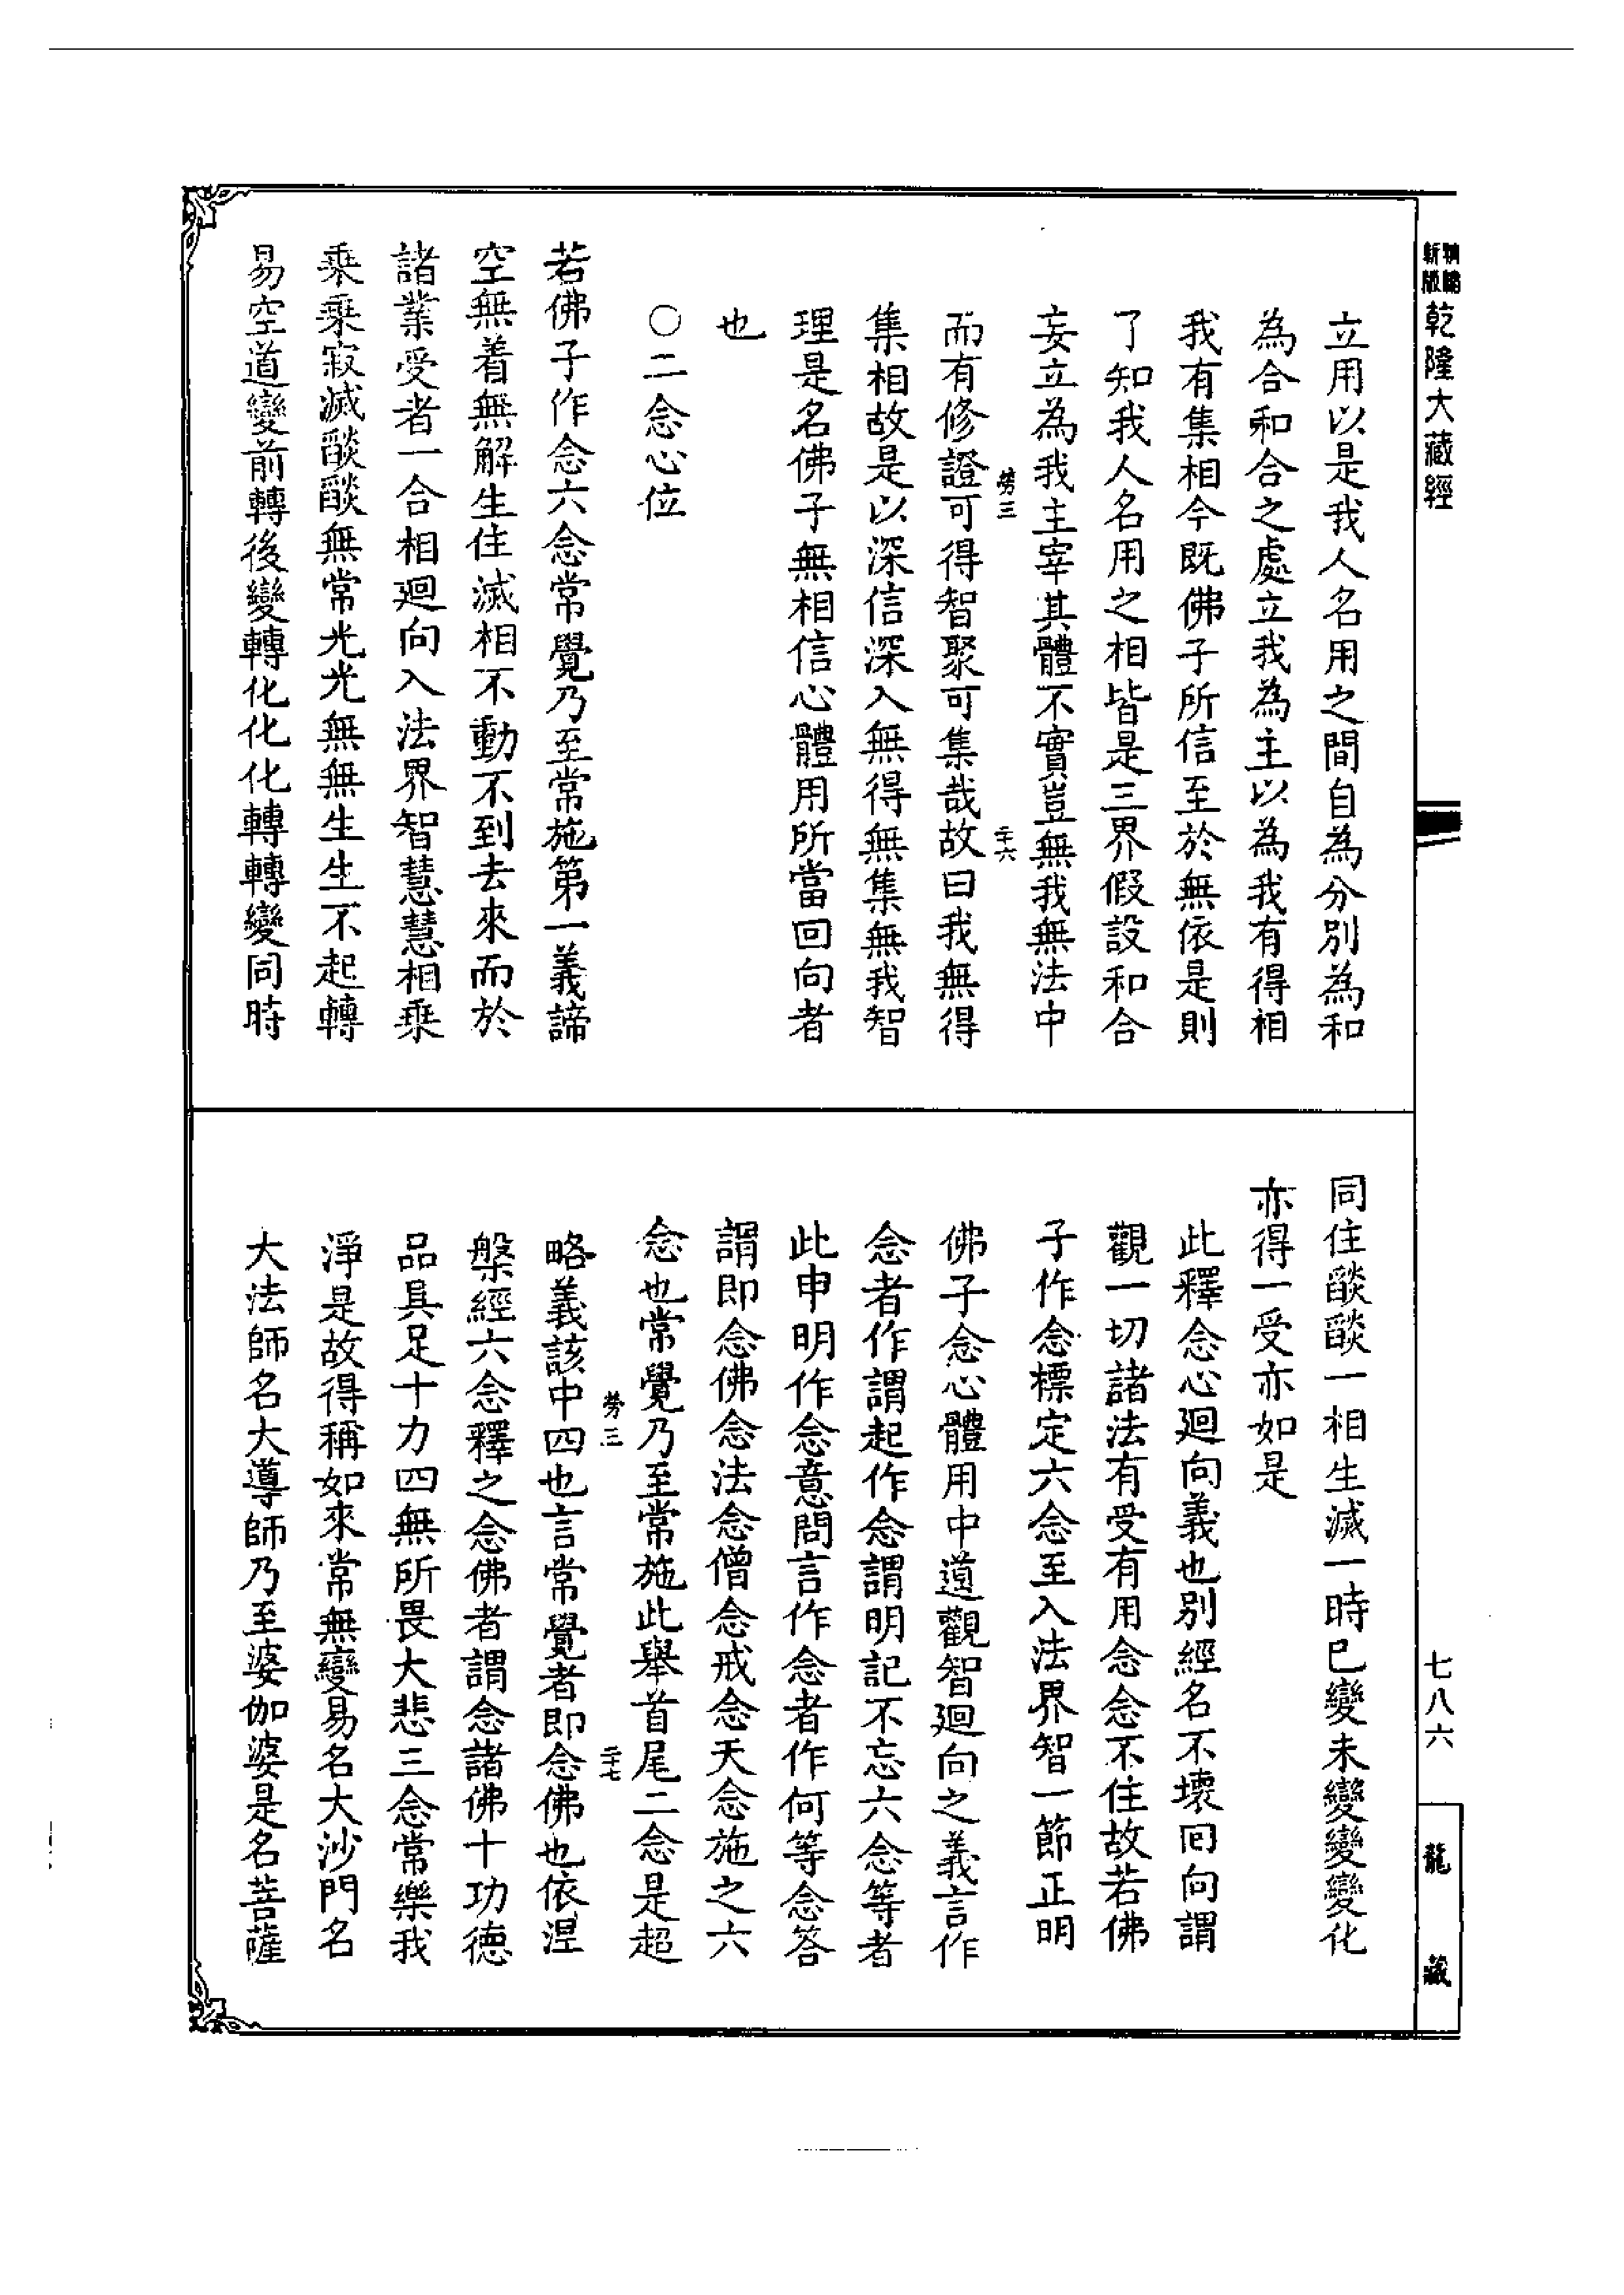 新編
新版
乾隆大藏經
立用以是我人名用之間自為分別為和
為合和合之處立我為主以為我有得相
我有集相今既佛子所信至於無依是則
了知我人名用之相皆是三界假設和合
妄立為我主宰其體不實豈無我無法中
勞三
二十六
而有修證可得智聚可集哉故曰我無得
集相故是以深信深入無得無集無我智
理是名佛子無相信心體用所當回向者
也
○二念心位
若佛子作念六念常覺乃至常施第一義諦
空無着無解生住滅相不動不到去來而於
諸業受者一合相廻向入法界智慧慧相乘
乘乘寂滅燄燄無常光光無無生生不起轉
易空道變前轉後變轉化化化轉轉變同時
同住燄燄一相生滅一時已變未變變變化
亦得一受亦如是
此釋念心廻向義也別經名不壞回向謂
觀一切諸法有受有用念念不住故若佛
子作念標定六念至入法界智一節正明
佛子念心體用中道觀智廻向之義言作
念者作謂起作念謂明記不忘六念等者
此申明作念意問言作念者作何等念答
謂即念佛念法念僧念戒念天念施之六
念也常覺乃至常施此舉首尾二念是超
勞三
二十七
略義該中四也言常覺者即念佛也依涅
槃經六念釋之念佛者謂念諸佛十功德
品具足十力四無所畏大悲三念常樂我
淨是故得稱如來常無變易名大沙門名
大法師名大導師乃至婆伽婆是名菩薩
七八六
龍藏